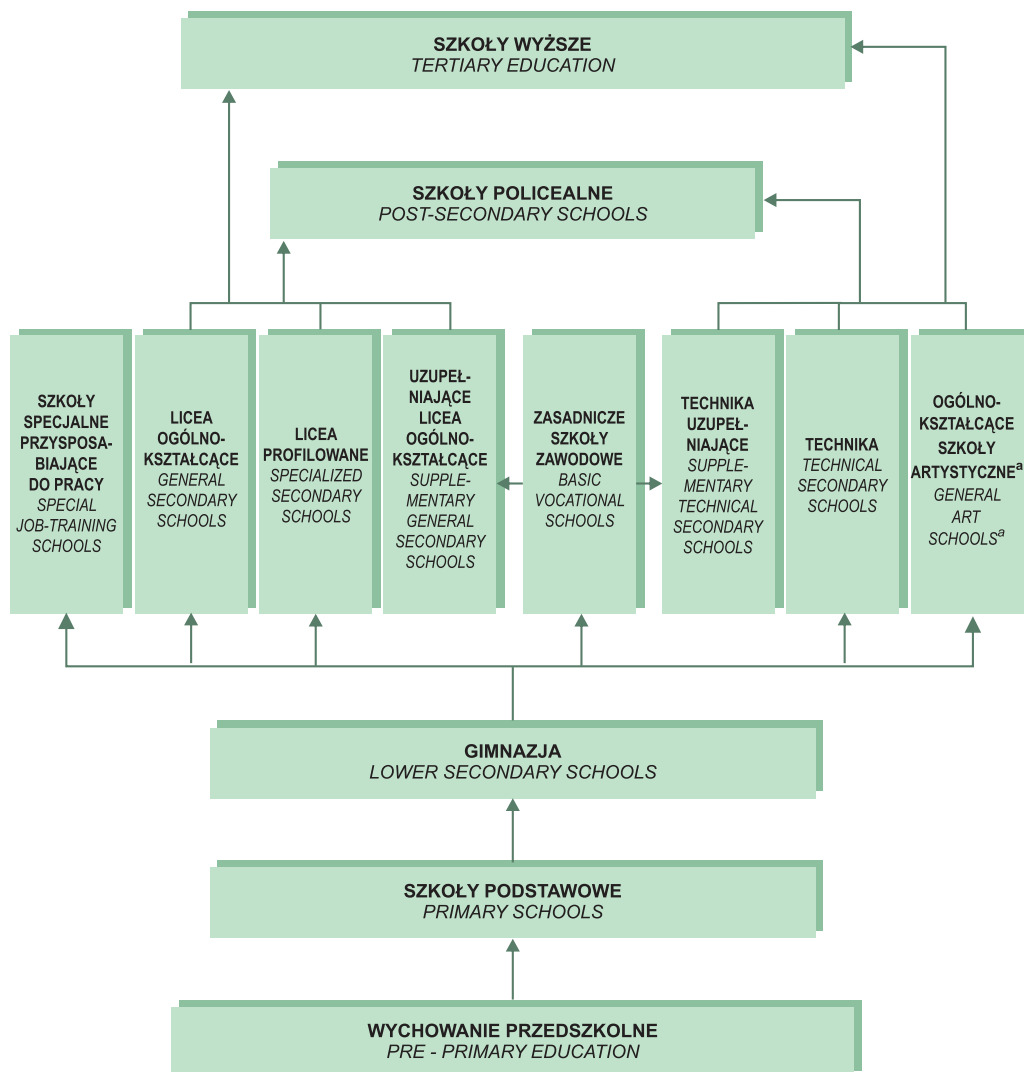 SZKOŁY WYŻSZE
TERTIARY EDUCATION
SZKOŁY POLICEALNE
POST-SECONDARY SCHOOLS
SZKOŁY
SPECJALNE
PRZYSPOSA-
BIAJĄCE
DO PRACY
SPECIAL
JOB-TRAINING
SCHOOLS
LICEA
OGÓLNO-
KSZTAŁCĄCE
GENERAL
SECONDARY
SCHOOLS
LICEA
PROFILOWANE
SPECIALIZED
SECONDARY
SCHOOLS
UZUPEŁ-
NIAJĄCE
LICEA
OGÓLNO-
KSZTAŁCĄCE
SUPPLE-
MENTARY
GENERAL
SECONDARY
SCHOOLS
ZASADNICZE
SZKOŁY
ZAWODOWE
BASIC
VOCATIONAL
SCHOOLS
TECHNIKA
UZUPEŁ-
NIAJĄCE
SUPPLE-
MENTARY
TECHNICAL
SECONDARY
SCHOOLS
TECHNIKA
TECHNICAL
SECONDARY
SCHOOLS
OGÓLNO-
KSZTAŁCĄCE
SZKOŁY
ARTYSTYCZNEª
GENERAL
ART
SCHOOLSª
GIMNAZJA
LOWER SECONDARY SCHOOLS
SZKOŁY PODSTAWOWE
PRIMARY SCHOOLS
WYCHOWANIE PRZEDSZKOLNE
PRE - PRIMARY EDUCATION